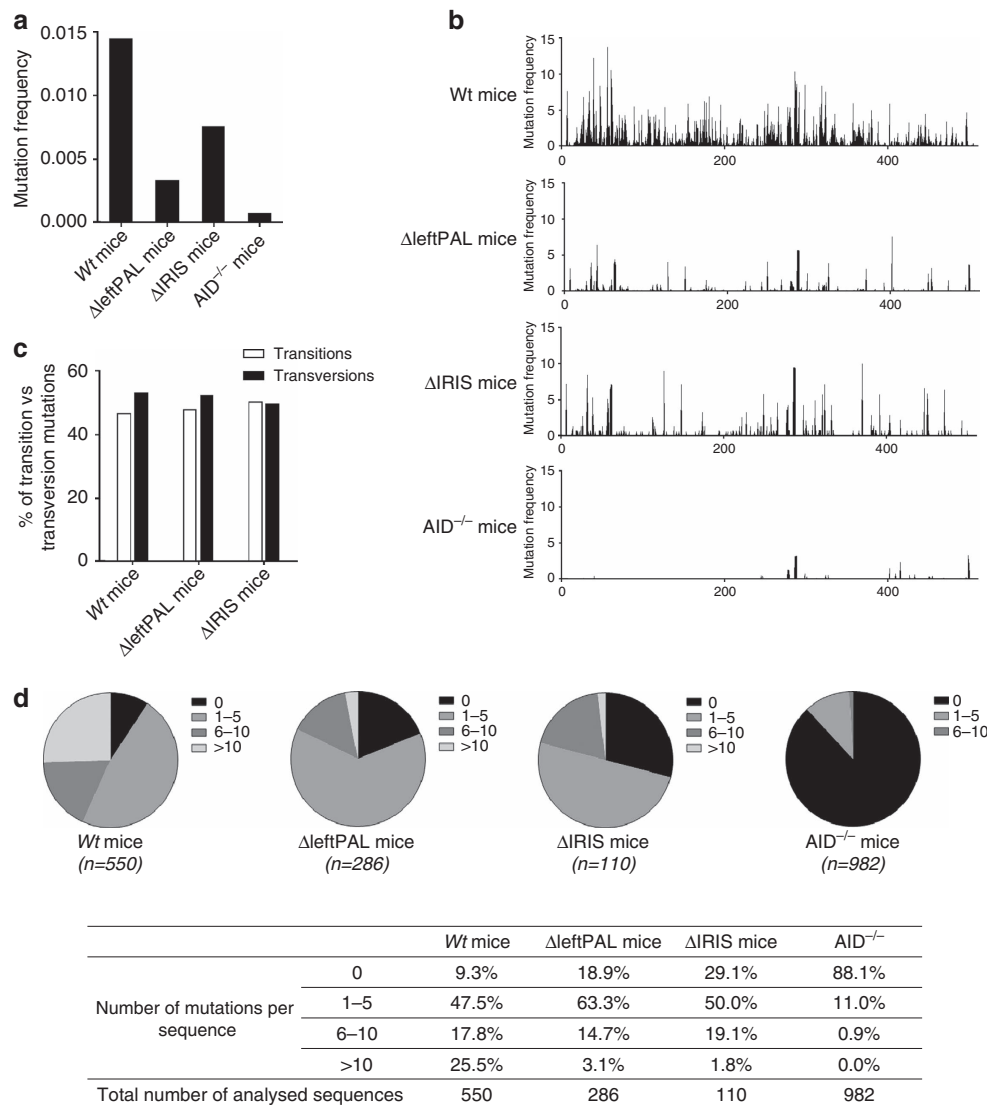 a
Mutation frequency
0.015
0.010
0.005
0.000
Wt mice
ΔleftPAL mice
ΔIRIS mice
AID–/– mice
b
Wt mice
Mutation frequency
15
10
5
0
0 200 400
ΔleftPAL mice
Mutation frequency
15
10
5
0
0 200 400
ΔIRIS mice
Mutation frequency
15
10
5
0
0 200 400
AID–/– mice
Mutation frequency
15
10
5
0
0 200 400
c
Transitions
Transversions
% of transition vs
transversion mutations
60
40
20
0
Wt mice
ΔleftPAL mice
ΔIRIS mice
d
0
1–5
6–10
>10
Wt mice
(n=550)
0
1–5
6–10
>10
ΔleftPAL mice
(n=286)
0
1–5
6–10
>10
ΔIRIS mice
(n=110)
0
1–5
6–10
AID–/– mice
(n=982)
Wt mice ΔleftPAL mice ΔIRIS mice AID–/–
Number of mutations per
sequence
0 9.3% 18.9% 29.1% 88.1%
1–5 47.5% 63.3% 50.0% 11.0%
6–10 17.8% 14.7% 19.1% 0.9%
>10 25.5% 3.1% 1.8% 0.0%
Total number of analysed sequences 550 286 110 982